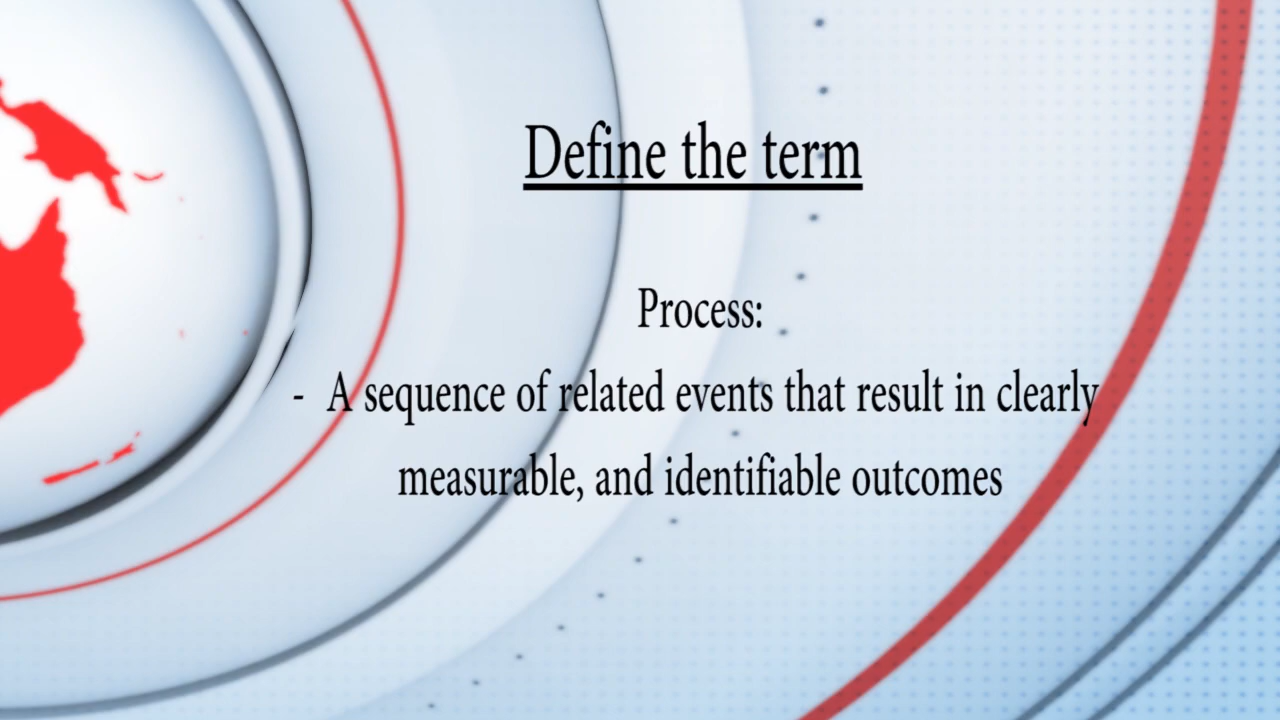 Define the term
Process:
- A sequence of related events that result in clearly
measurable, and identifiable outcomes